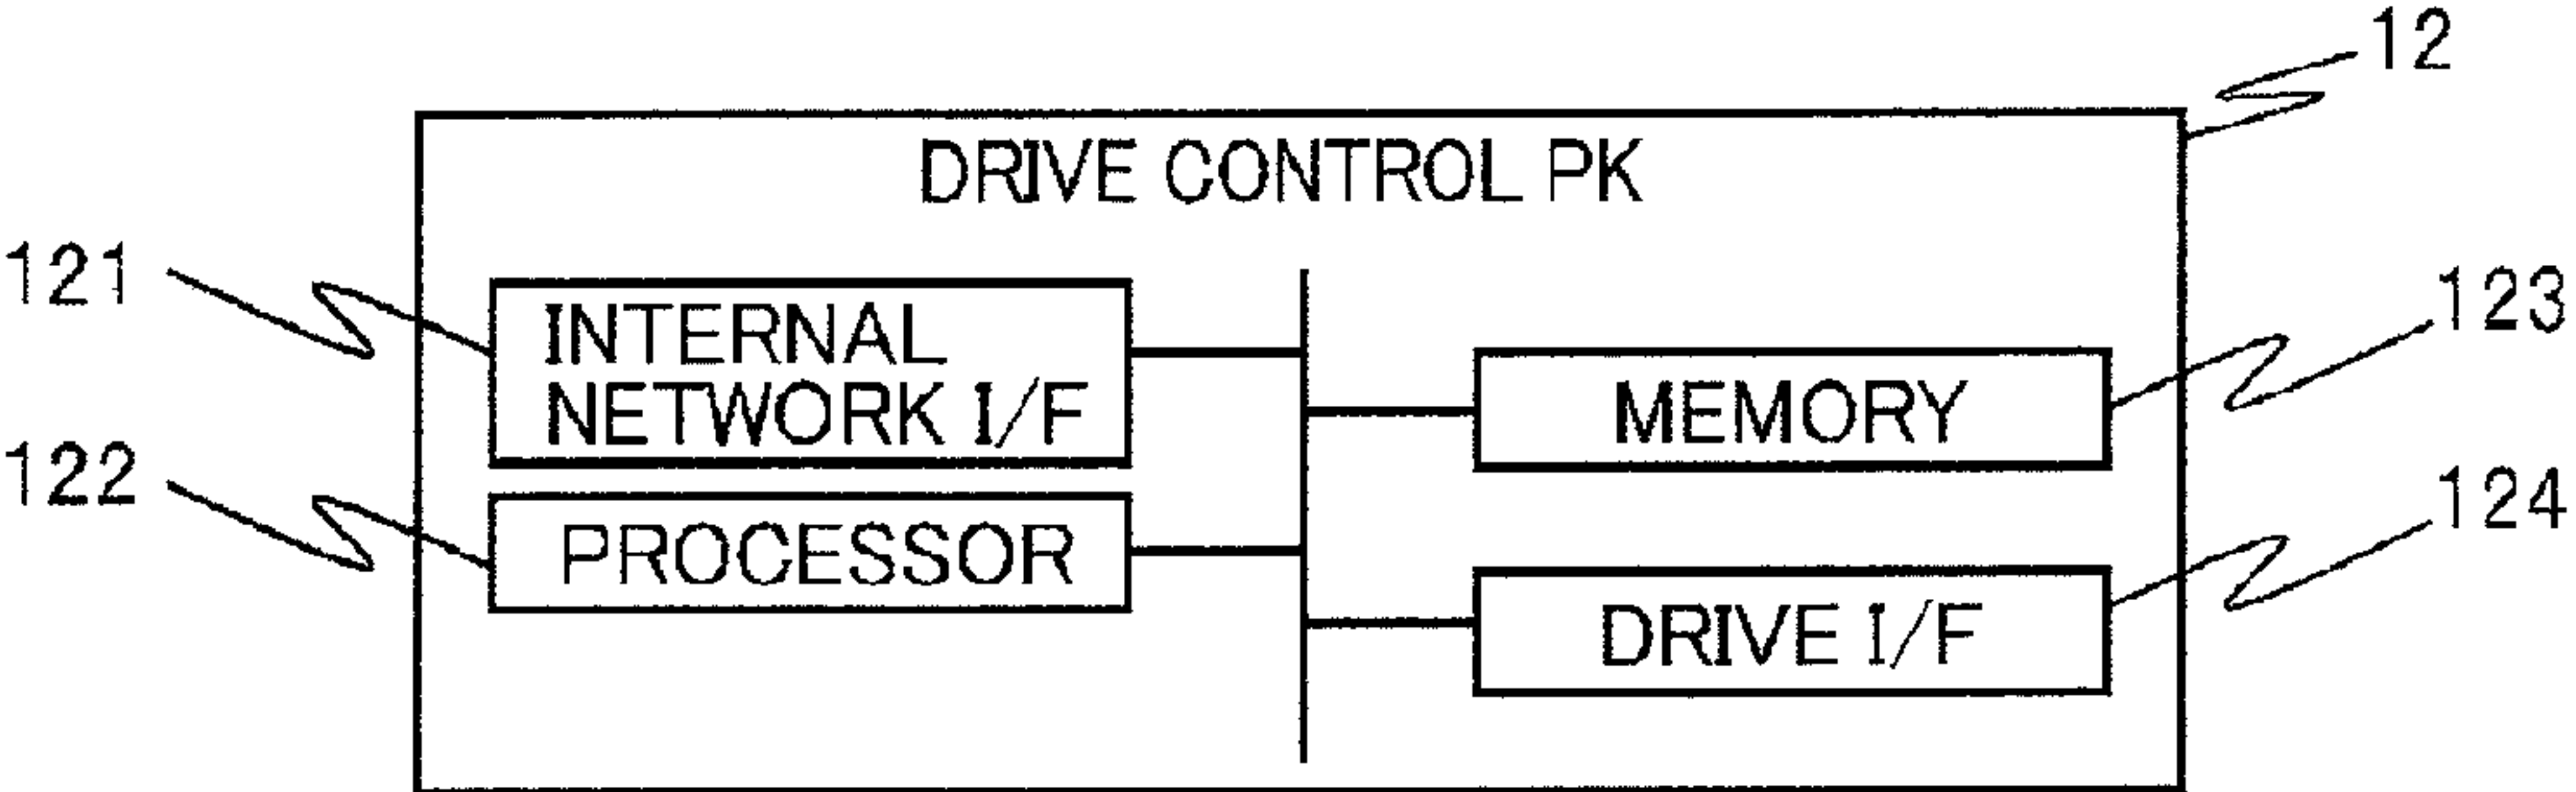 12
DRIVE CONTROL PK
121
INTERNAL
NETWORK I/F
123
MEMORY
122
PROCESSOR
124
DRIVE I/F